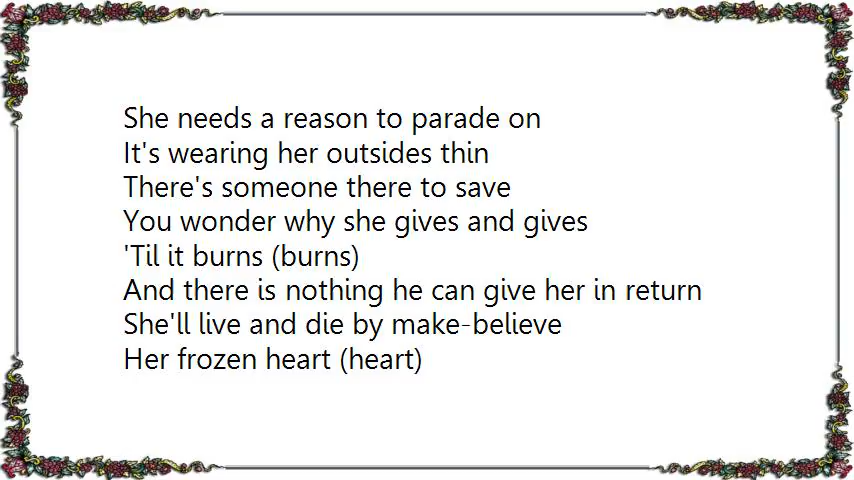 She needs a reason to parade on
It's wearing her outsides thin
There's someone there to save
You wonder why she gives and gives
'Til it burns (burns)
And there is nothing he can give her in return
She'll live and die by make-believe
Her frozen heart (heart)